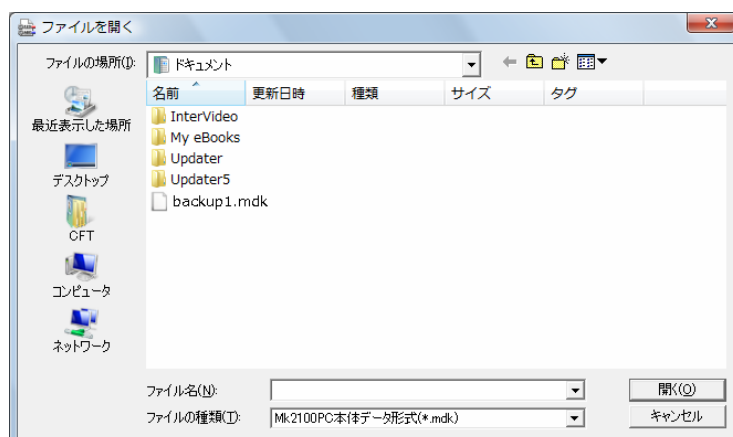 ファイルを開く
ファイルの場所(I):
ドキュメント
名前 更新日時 種類 サイズ タグ
最近表示した場所
デスクトップ
CFT
コンピュータ
ネットワーク
InterVideo
My eBooks
Updater
Updater5
backup1.mdk
ファイル名(N):
開く(O)
ファイルの種類(T):
Mk2100PC本体データ形式(*.mdk)
キャンセル